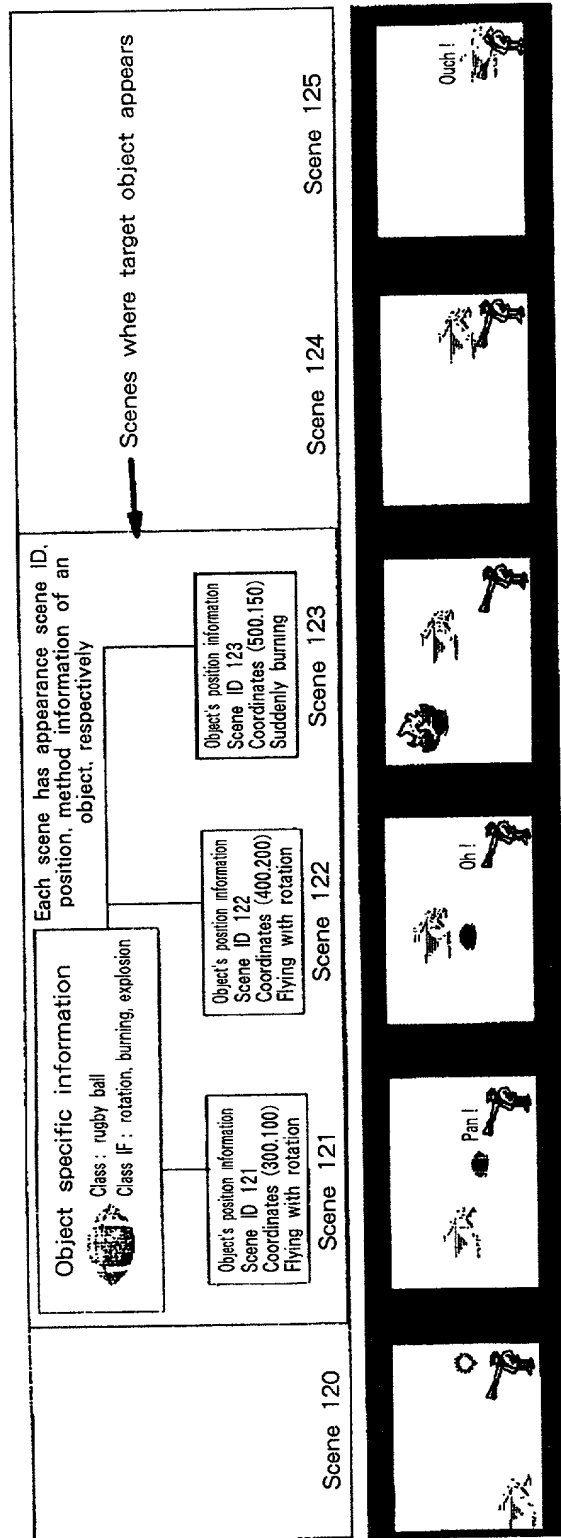 Each scene has appearance scene ID,
position, method information of an
object, respectively
Scenes where target object appears
Object specific information
Class : rugby ball
Class IF : rotation, burning, explosion
Object's position information
Scene ID 121
Coordinates (300.100)
Flying with rotation
Object's position information
Scene ID 122
Coordinates (400.200)
Flying with rotation
Object's position information
Scene ID 123
Coordinates (500.150)
Suddenly burning
Scene 120
Scene 121
Scene 122
Scene 123
Scene 124
Scene 125
Pan !
Oh !
Ouch !